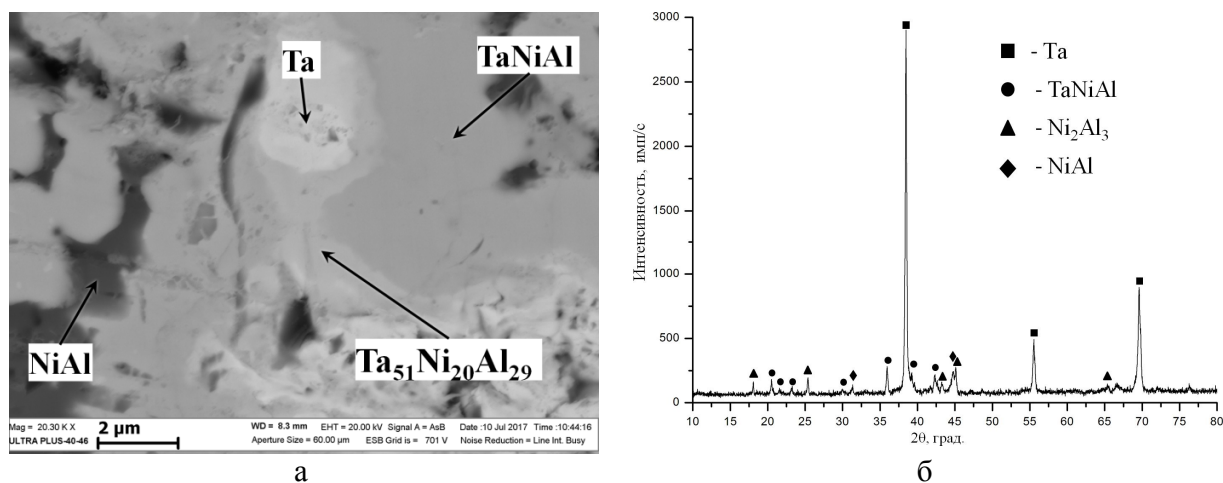 Ta
TaNiAl
NiAl
Ta51Ni20Al29
Mag = 20.30 K X
ULTRA PLUS-40-46
2 µm
WD = 8.3 mm EHT = 20.00 kV Signal A = AsB Date :10 Jul 2017 Time :10:44:16
Aperture Size = 60.00 µm ESB Grid is = 701 V Noise Reduction = Line Int. Busy
а
3000
2500
2000
1500
1000
500
0
Интенсивность, имп/с
- Ta
- TaNiAl
- Ni2Al3
- NiAl
10 15 20 25 30 35 40 45 50 55 60 65 70 75 80
2θ, град.
б